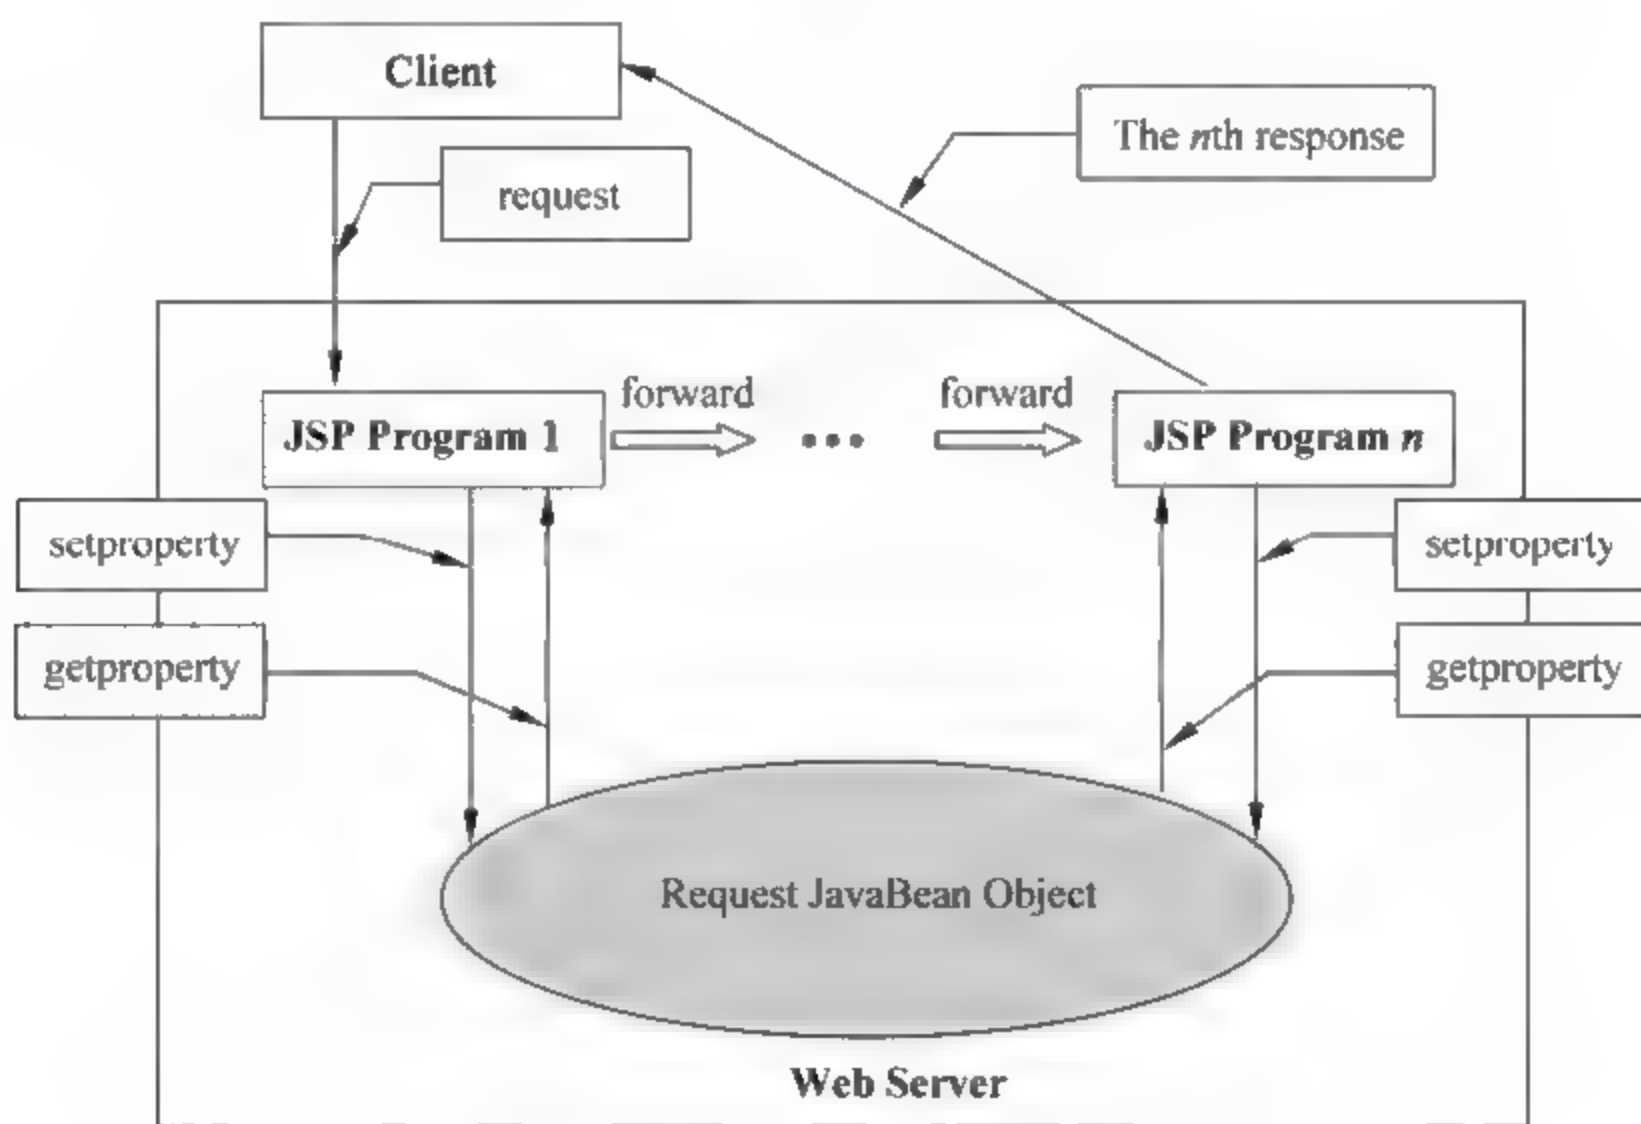 Client
The nth response
request
forward
forward
JSP Program 1
•••
JSP Program n
setproperty
setproperty
getproperty
getproperty
Request JavaBean Object
Web Server